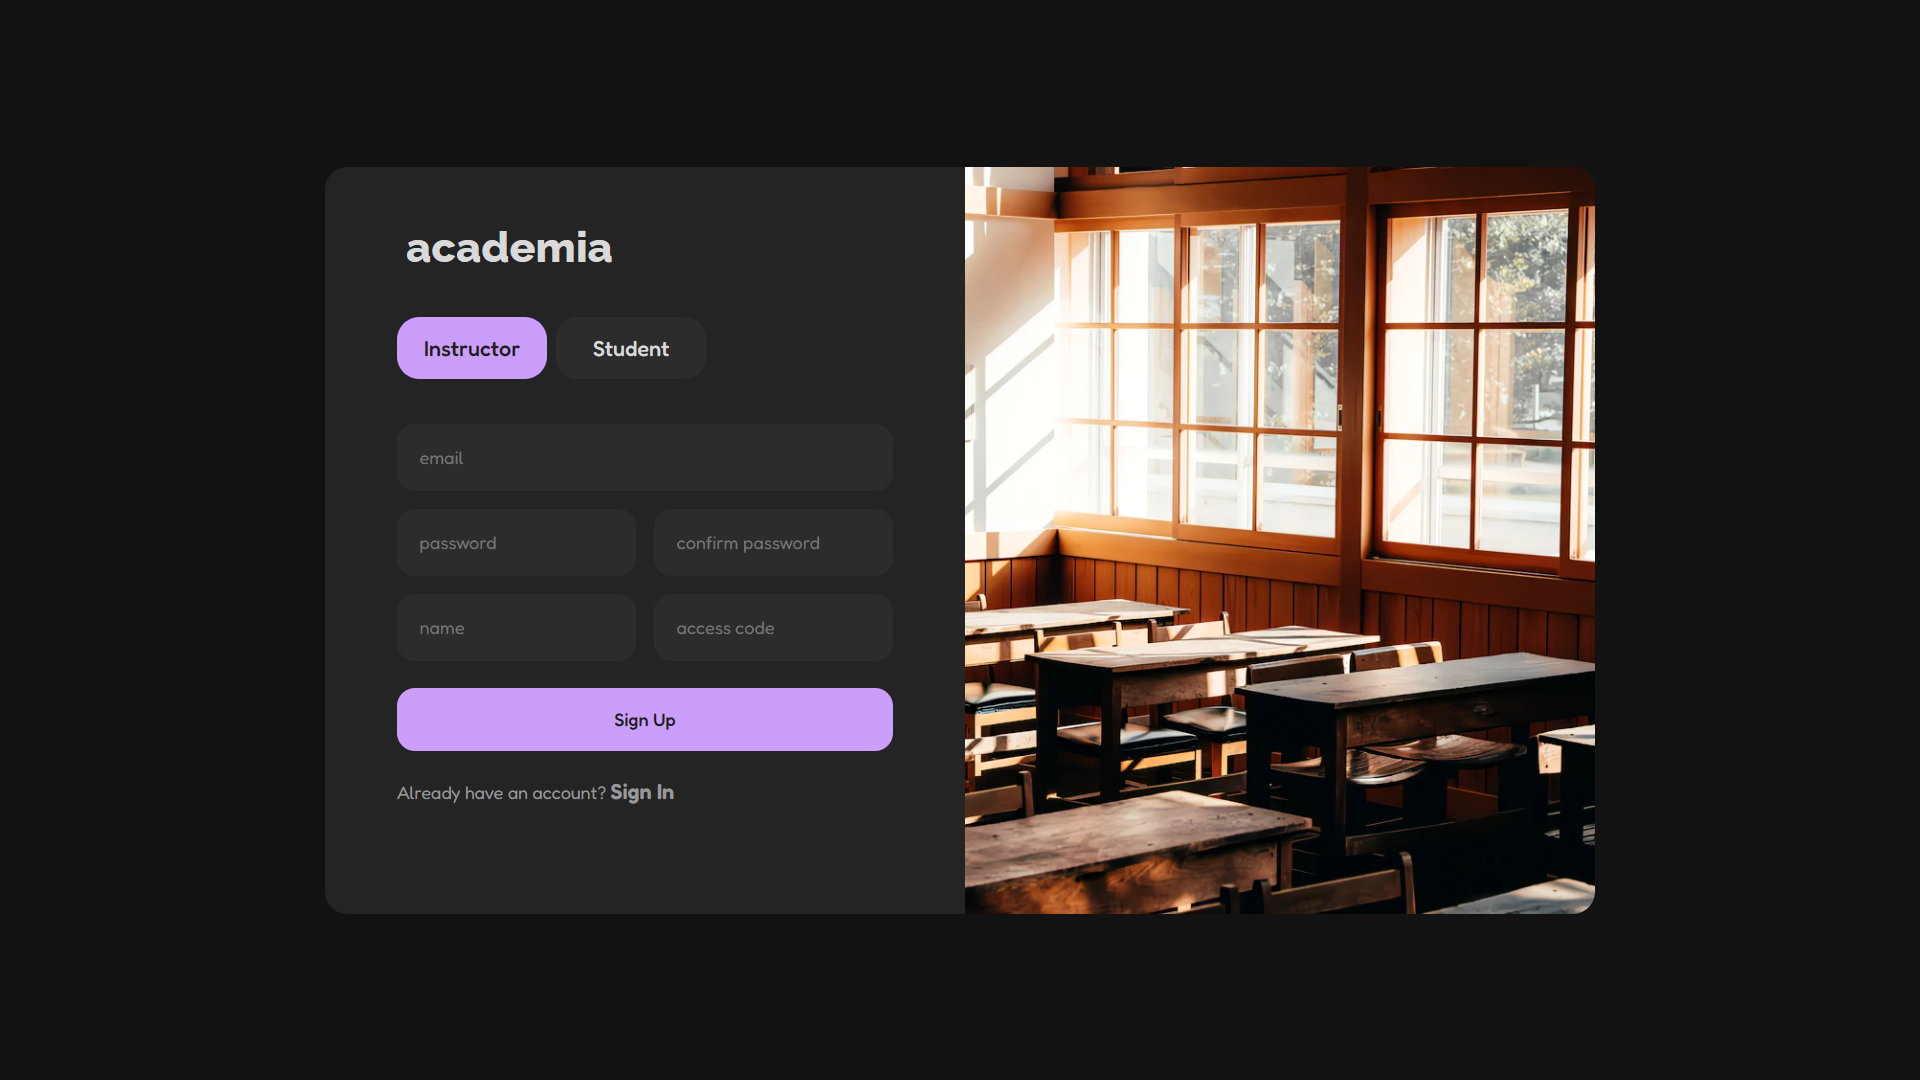 academia
Instructor Student
email
password confirm password
name access code
Sign Up
Already have an account? Sign In